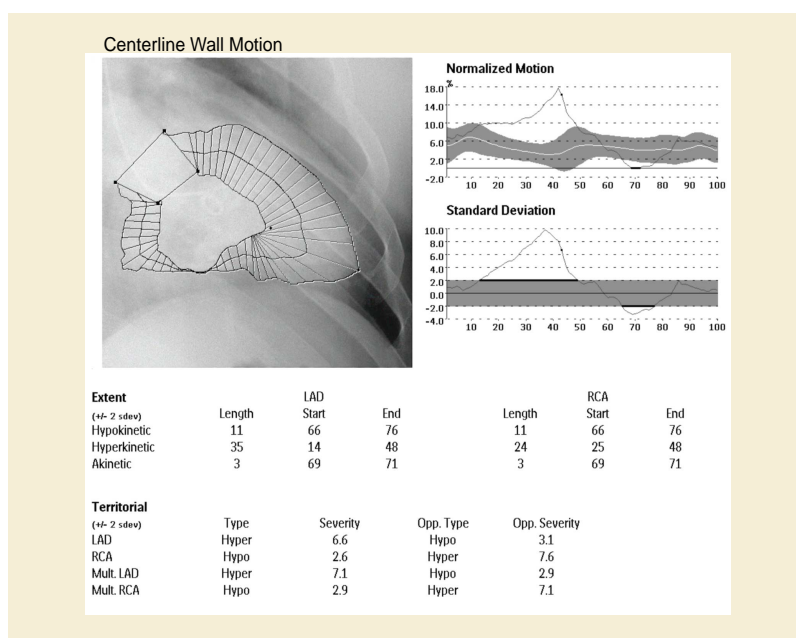 Centerline Wall Motion
Normalized Motion
%
18.0
14.0
10.0
6.0
2.0
-2.0
10 20 30 40 50 60 70 80 90 100
Standard Deviation
10.0
8.0
6.0
4.0
2.0
0.0
-2.0
-4.0
10 20 30 40 50 60 70 80 90 100
Extent LAD RCA
(+/- 2 sdev) Length Start End Length Start End
Hypokinetic 11 66 76 11 66 76
Hyperkinetic 35 14 48 24 25 48
Akinetic 3 69 71 3 69 71
Territorial
(+/- 2 sdev) Type Severity Opp. Type Opp. Severity
LAD Hyper 6.6 Hypo 3.1
RCA Hypo 2.6 Hyper 7.6
Mult. LAD Hyper 7.1 Hypo 2.9
Mult. RCA Hypo 2.9 Hyper 7.1